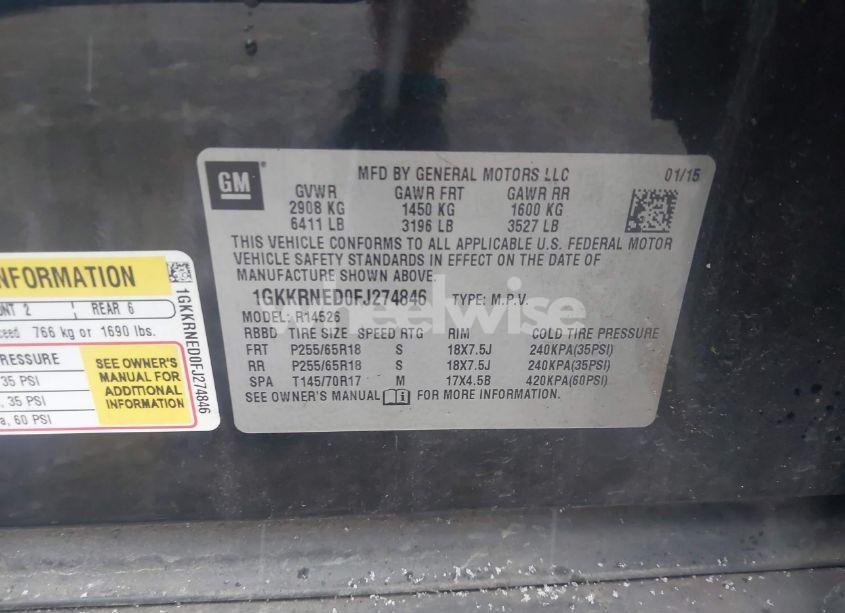 GM
MFD BY GENERAL MOTORS LLC 01/15
GVWR GAWR FRT GAWR RR
2908 KG 1450 KG 1600 KG
6411 LB 3196 LB 3527 LB
THIS VEHICLE CONFORMS TO ALL APPLICABLE U.S. FEDERAL MOTOR
VEHICLE SAFETY STANDARDS IN EFFECT ON THE DATE OF
MANUFACTURE SHOWN ABOVE
1GKKRNED0FJ274846 TYPE: M.P.V.
MODEL: R14526
RBBD TIRE SIZE SPEED RTG RIM COLD TIRE PRESSURE
FRT P255/65R18 S 18X7.5J 240KPA(35PSI)
RR P255/65R18 S 18X7.5J 240KPA(35PSI)
SPA T145/70R17 M 17X4.5B 420KPA(60PSI)
SEE OWNER'S MANUAL FOR MORE INFORMATION.
INFORMATION
NT 2 REAR 6
ceed 766 kg or 1690 lbs.
PRESSURE
35 PSI
, 35 PSI
a, 60 PSI
SEE OWNER'S
MANUAL FOR
ADDITIONAL
INFORMATION
1GKKRNED0FJ274846
wheelwise